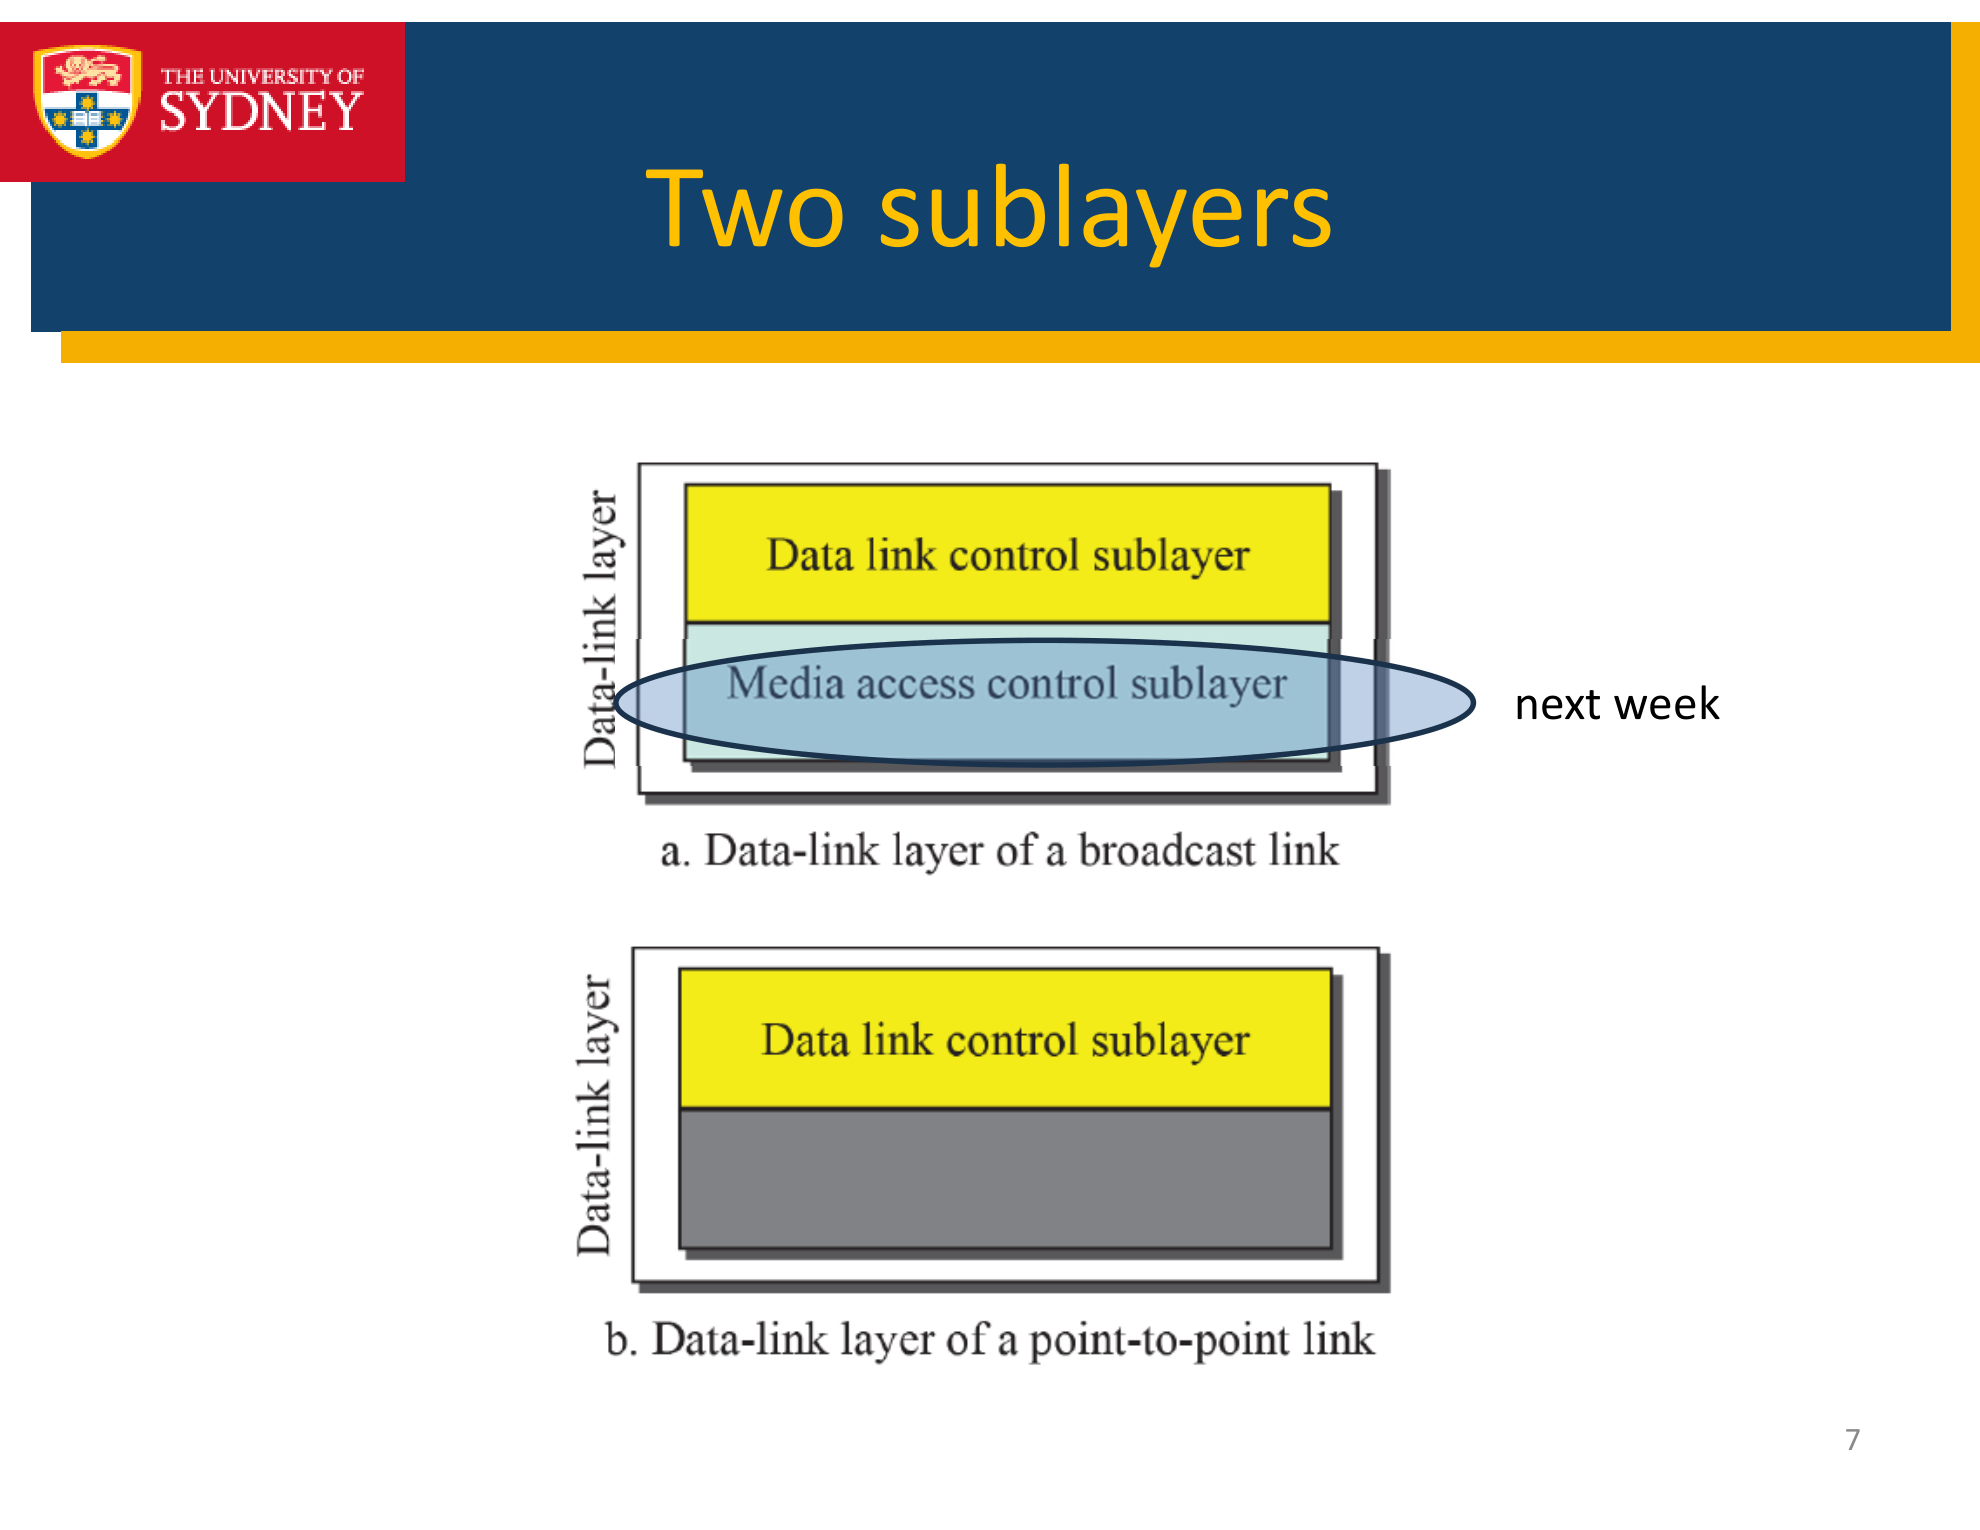 THE UNIVERSITY OF
SYDNEY
Two sublayers
Data-link layer
Data link control sublayer
Media access control sublayer
next week
a. Data-link layer of a broadcast link
Data-link layer
Data link control sublayer
b. Data-link layer of a point-to-point link
7